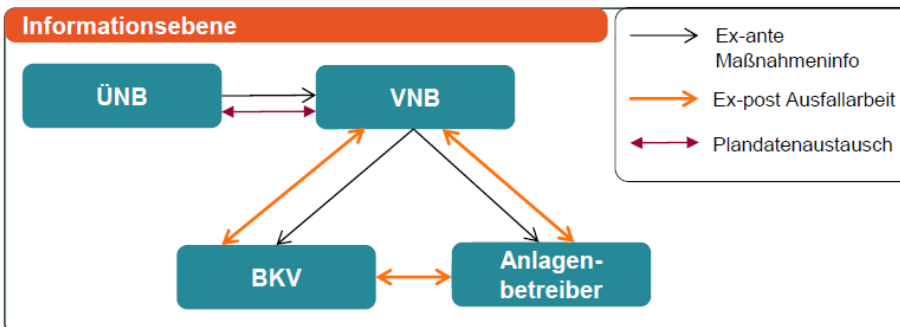 Informationsebene
ÜNB
VNB
BKV
Anlagen-
betreiber
Ex-ante
Maßnahmeninfo
Ex-post Ausfallarbeit
Plandatenaustausch